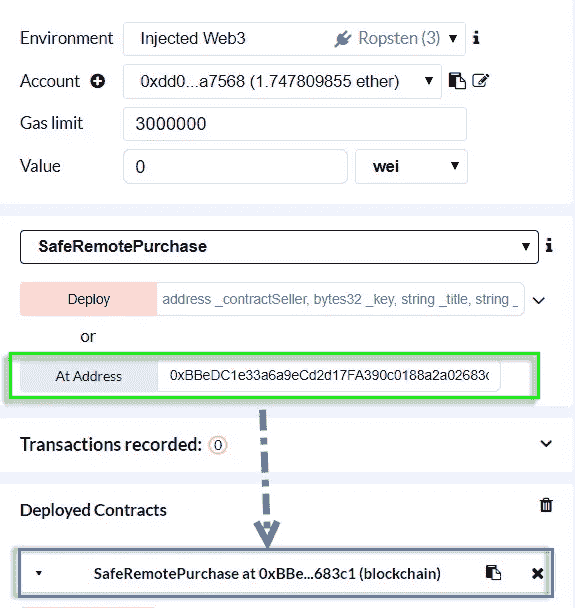 Environment Injected Web3 Ropsten (3) ▼ i
Account 0xdd0...a7568 (1.747809855 ether) ▼
Gas limit 3000000
Value 0 wei ▼
SafeRemotePurchase ▼ i
Deploy address _contractSeller, bytes32 _key, string _title, string _
or
At Address 0xBBeDC1e33a6a9eCd2d17FA390c0188a2a02683c
Transactions recorded: 0
Deployed Contracts
SafeRemotePurchase at 0xBBe...683c1 (blockchain)